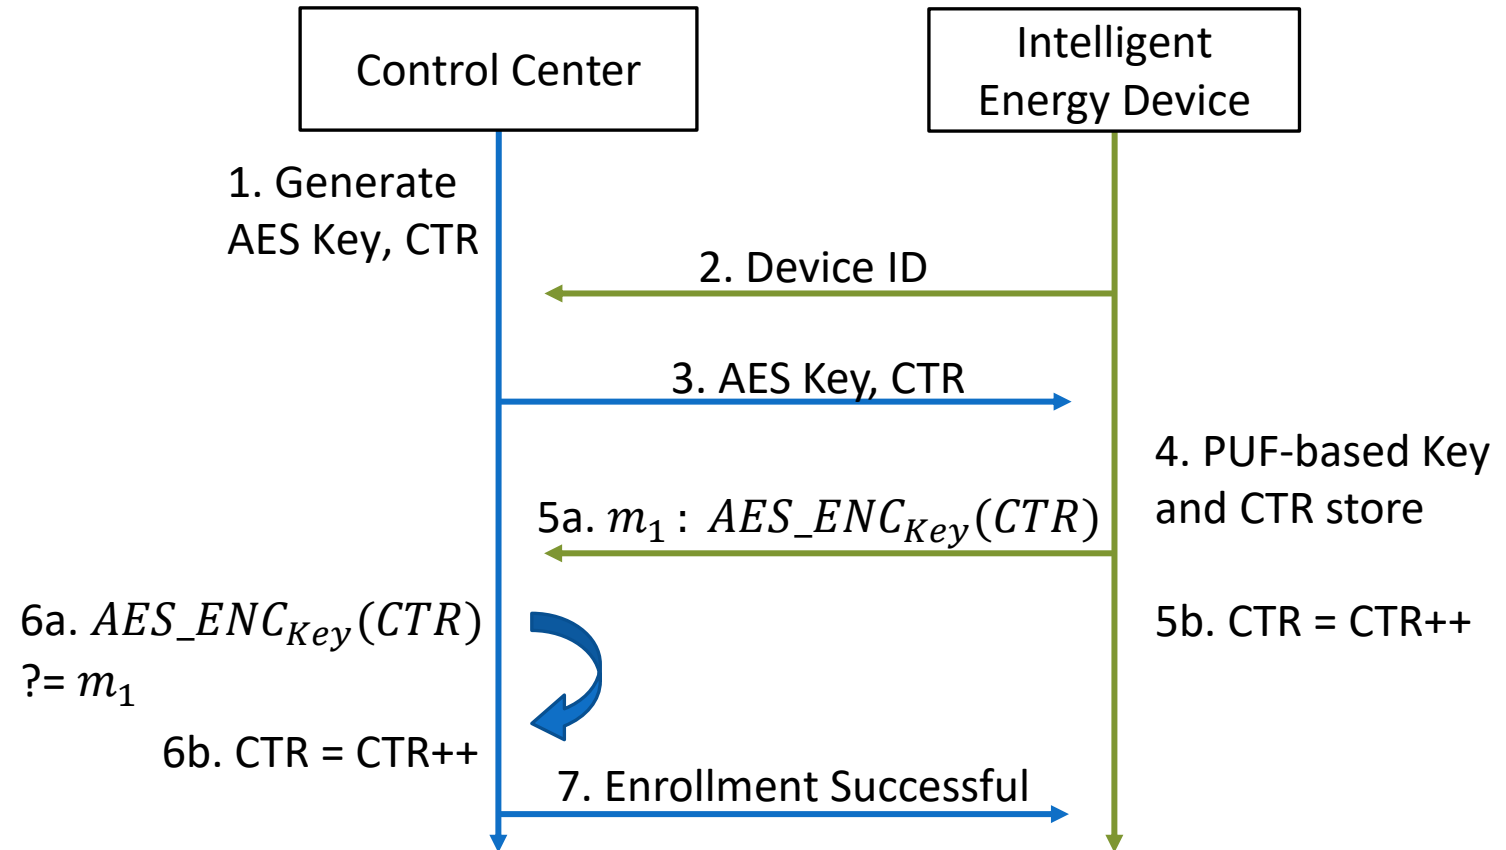 Control Center
Intelligent
Energy Device
1. Generate
AES Key, CTR
2. Device ID
3. AES Key, CTR
4. PUF-based Key
and CTR store
5a. m₁ : AES_ENC_Key(CTR)
6a. AES_ENC_Key(CTR)
?= m₁
5b. CTR = CTR++
6b. CTR = CTR++
7. Enrollment Successful